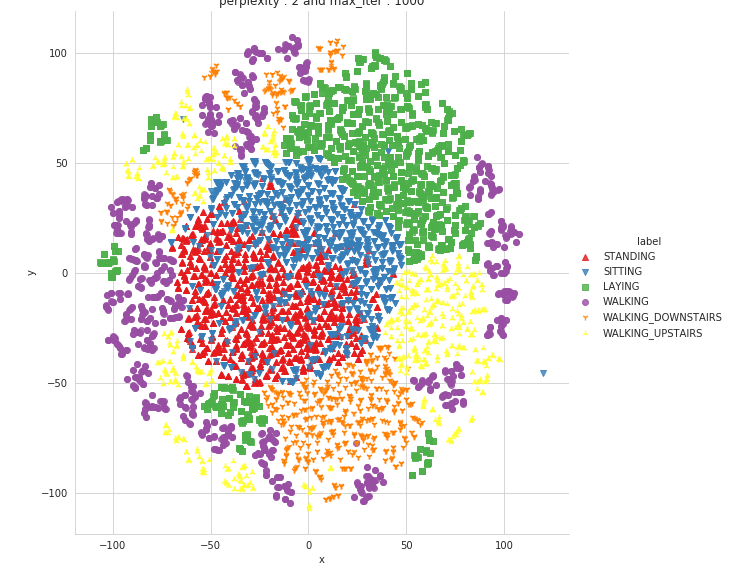 perplexity : 2 and max_iter : 1000
100
50
0
−50
−100
y
−100
−50
0
50
100
x
label
STANDING
SITTING
LAYING
WALKING
WALKING_DOWNSTAIRS
WALKING_UPSTAIRS